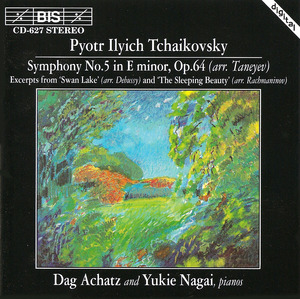 BIS
CD-627 STEREO
digital
Pyotr Ilyich Tchaikovsky
Symphony No.5 in E minor, Op.64 (arr. Taneyev)
Excerpts from 'Swan Lake' (arr. Debussy) and 'The Sleeping Beauty' (arr. Rachmaninov)
Dag Achatz and Yukie Nagai, pianos